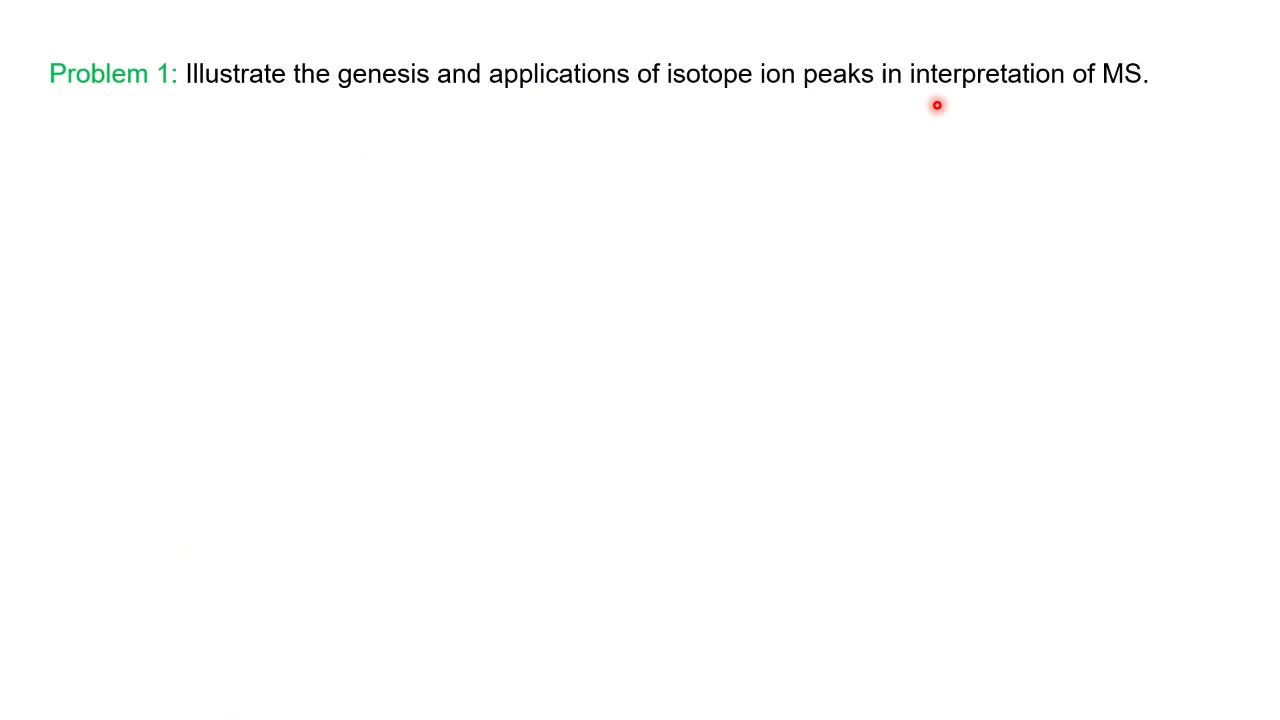 Problem 1: Illustrate the genesis and applications of isotope ion peaks in interpretation of MS.